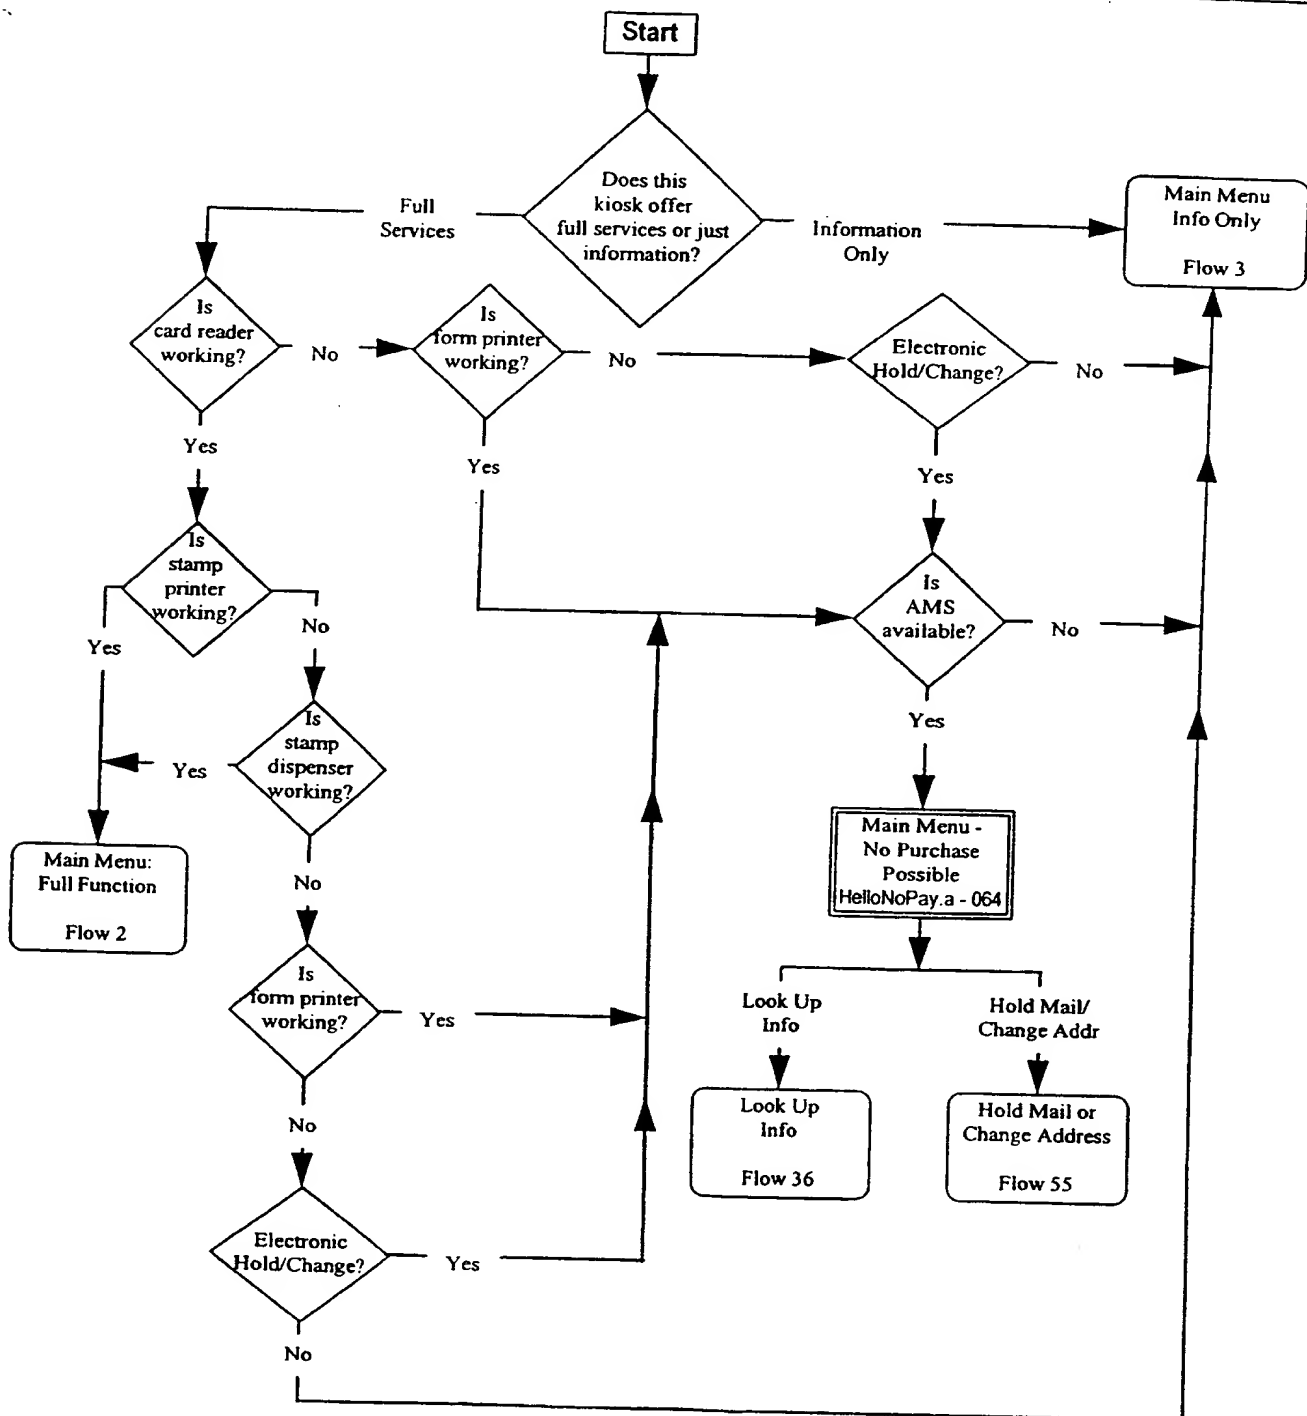 Start
Does this
kiosk offer
full services or just
information?
Full
Services
Information
Only
Main Menu
Info Only
Flow 3
Is
card reader
working?
No
Is
form printer
working?
No
Electronic
Hold/Change?
No
Yes
Yes
Yes
Is
stamp
printer
working?
Yes
No
Is
AMS
available?
No
Yes
Is
stamp
dispenser
working?
Yes
No
Main Menu:
Full Function
Flow 2
Main Menu -
No Purchase
Possible
HelloNoPay.a - 064
Is
form printer
working?
Yes
No
Look Up
Info
Hold Mail/
Change Addr
Look Up
Info
Flow 36
Hold Mail or
Change Address
Flow 55
Electronic
Hold/Change?
Yes
No